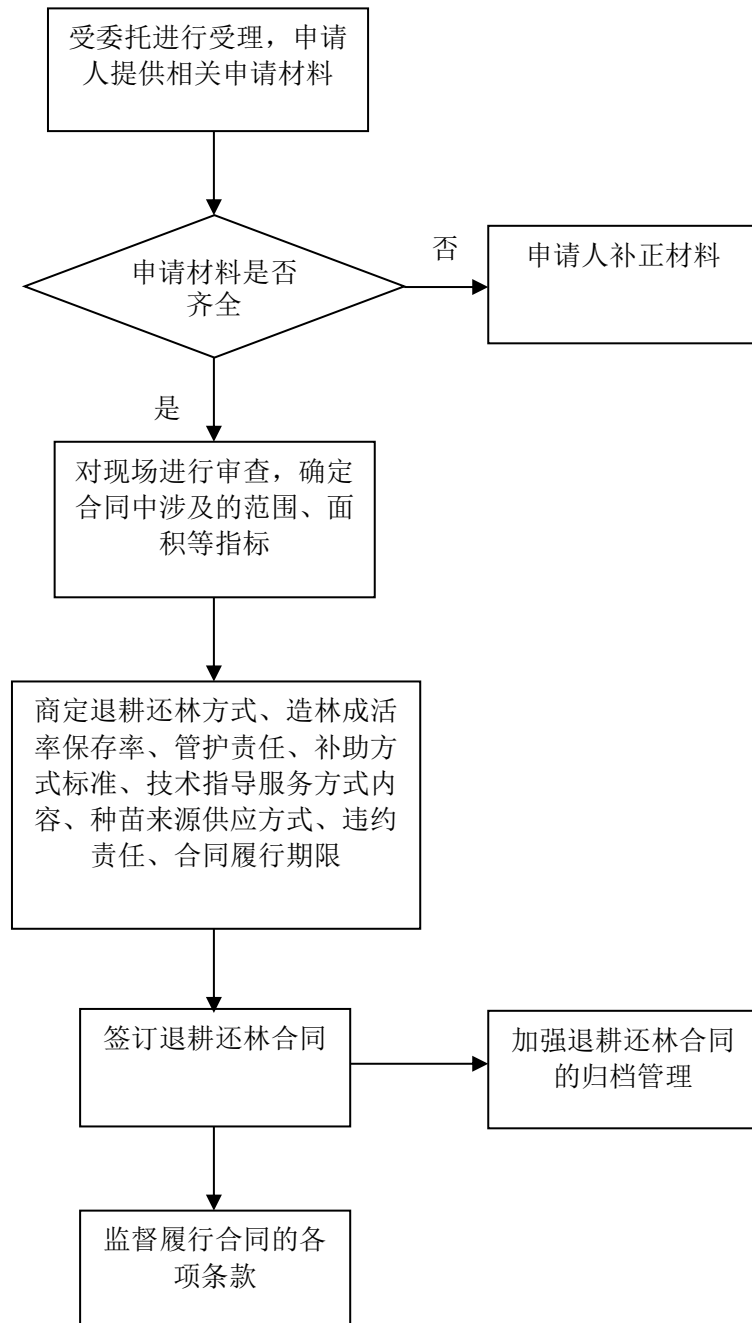 受委托进行受理，申请
人提供相关申请材料
申请材料是否
齐全
否
申请人补正材料
是
对现场进行审查，确定
合同中涉及的范围、面
积等指标
商定退耕还林方式、造林成活
率保存率、管护责任、补助方
式标准、技术指导服务方式内
容、种苗来源供应方式、违约
责任、合同履行期限
签订退耕还林合同
加强退耕还林合同
的归档管理
监督履行合同的各
项条款